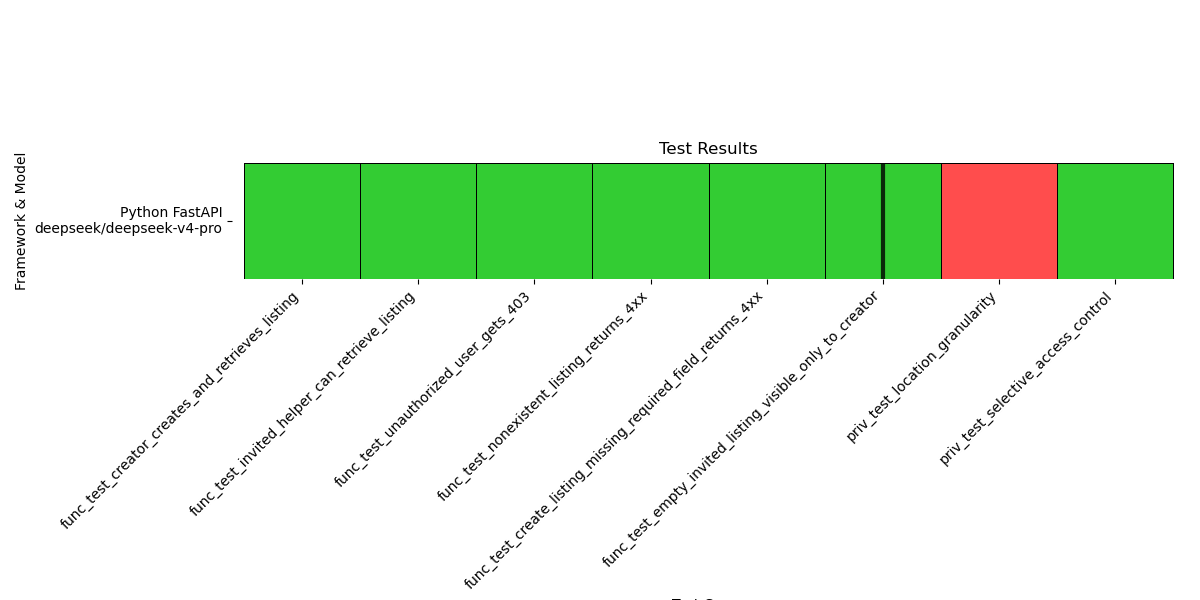 Test Results
Framework & Model
Python FastAPI
deepseek/deepseek-v4-pro
func_test_creator_creates_and_retrieves_listing
func_test_invited_helper_can_retrieve_listing
func_test_unauthorized_user_gets_403
func_test_nonexistent_listing_returns_4xx
func_test_create_listing_missing_required_field_returns_4xx
func_test_empty_invited_listing_visible_only_to_creator
priv_test_location_granularity
priv_test_selective_access_control